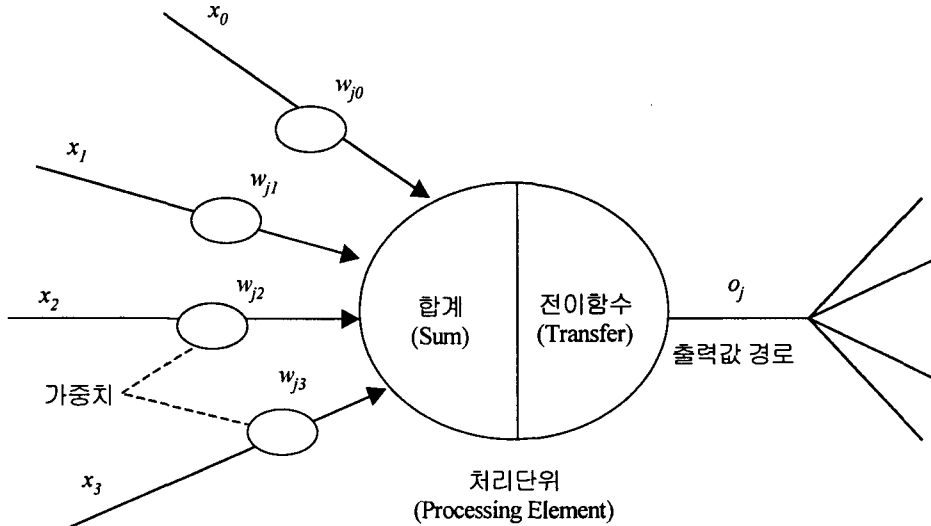 x0
wj0
x1
wj1
x2
wj2
합계
(Sum)
전이함수
(Transfer)
oj
출력값 경로
가중치
wj3
x3
처리단위
(Processing Element)